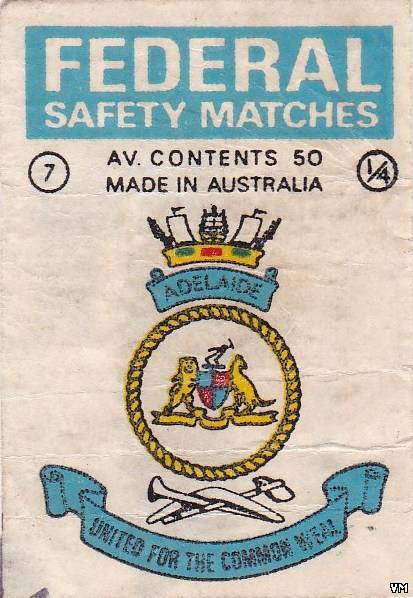 FEDERAL
SAFETY MATCHES
AV. CONTENTS 50
7
1/4
MADE IN AUSTRALIA
ADELAIDE
UNITED FOR THE COMMON WEAL
VM